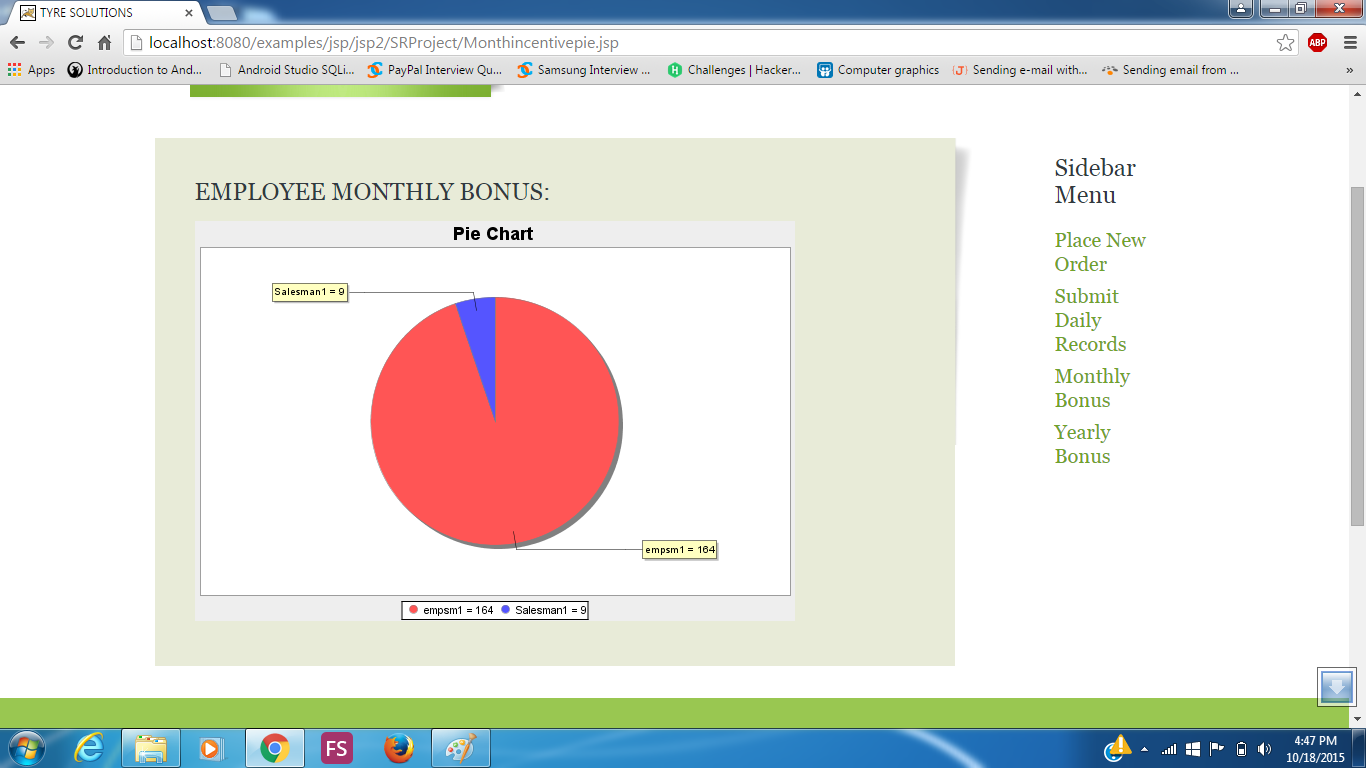 TYRE SOLUTIONS
localhost:8080/examples/jsp/jsp2/SRProject/Monthincentivepie.jsp
ABP
Apps
Introduction to And...
Android Studio SQLi...
PayPal Interview Qu...
Samsung Interview ...
Challenges | Hacker...
Computer graphics
Sending e-mail with...
Sending email from ...
»
EMPLOYEE MONTHLY BONUS:
Pie Chart
Salesman1 = 9
empsm1 = 164
empsm1 = 164
Salesman1 = 9
Sidebar
Menu
Place New
Order
Submit
Daily
Records
Monthly
Bonus
Yearly
Bonus
FS
4:47 PM
10/18/2015